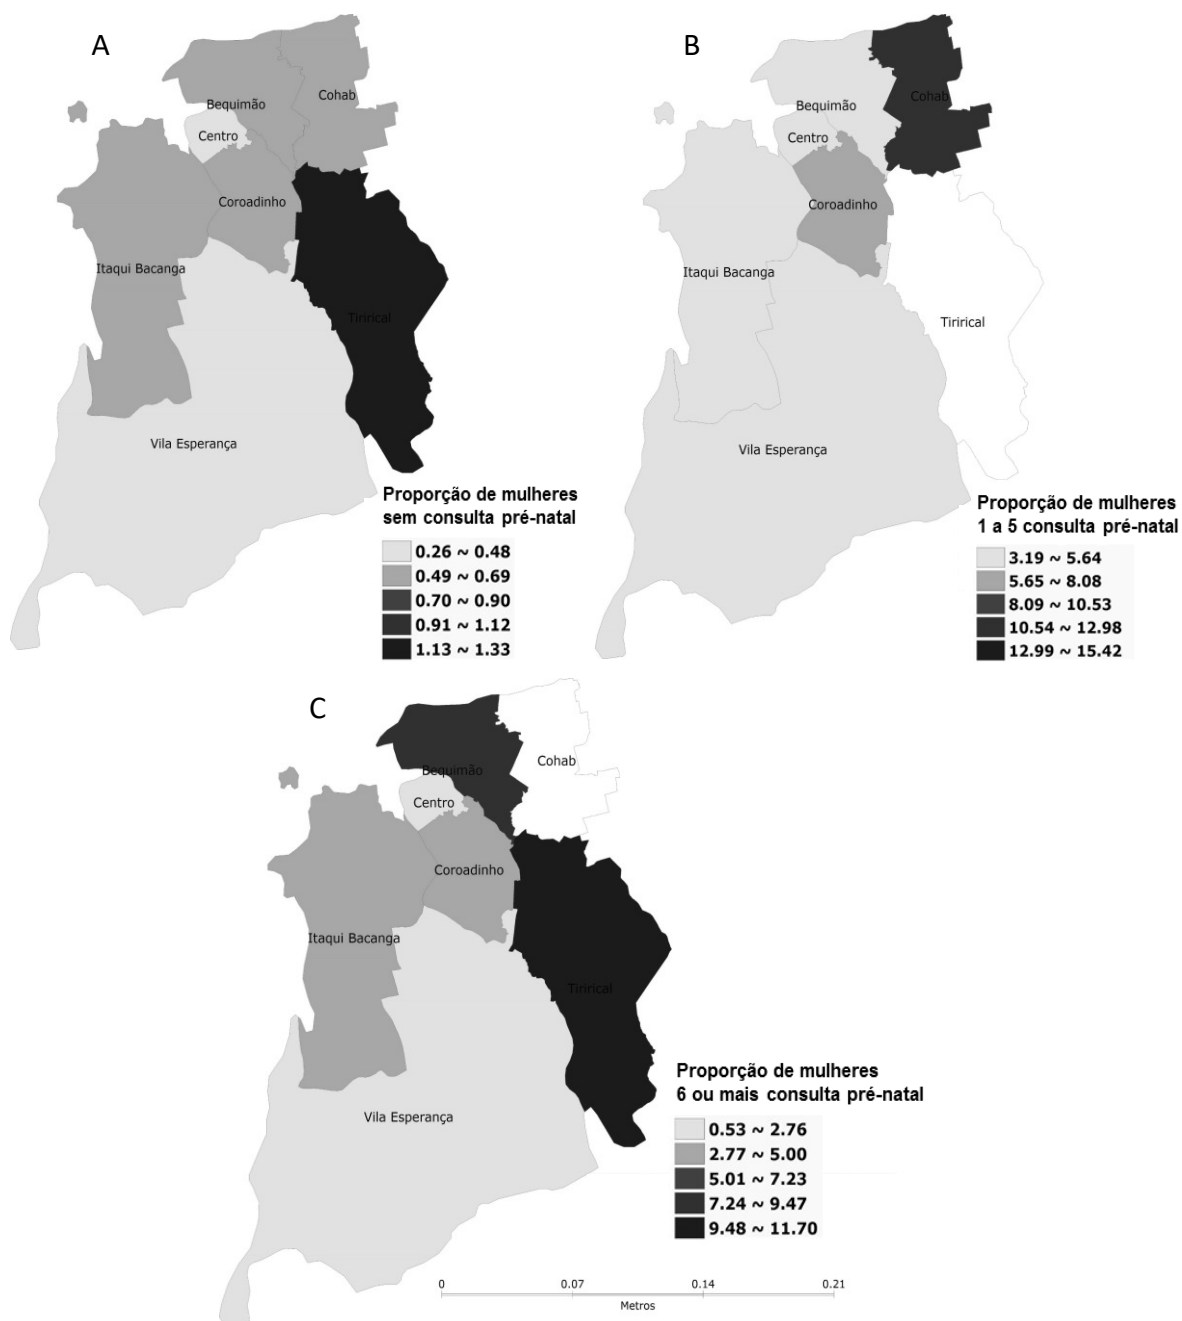 A
Bequimão
Cohab
Centro
Coroadinho
Itaqui Bacanga
Tirirical
Vila Esperança
Proporção de mulheres
sem consulta pré-natal
0.26 ~ 0.48
0.49 ~ 0.69
0.70 ~ 0.90
0.91 ~ 1.12
1.13 ~ 1.33
B
Cohab
Bequimão
Centro
Coroadinho
Itaqui Bacanga
Tirirical
Vila Esperança
Proporção de mulheres
1 a 5 consulta pré-natal
3.19 ~ 5.64
5.65 ~ 8.08
8.09 ~ 10.53
10.54 ~ 12.98
12.99 ~ 15.42
C
Cohab
Bequimão
Centro
Coroadinho
Itaqui Bacanga
Tirirical
Vila Esperança
Proporção de mulheres
6 ou mais consulta pré-natal
0.53 ~ 2.76
2.77 ~ 5.00
5.01 ~ 7.23
7.24 ~ 9.47
9.48 ~ 11.70
0 0.07 0.14 0.21
Metros